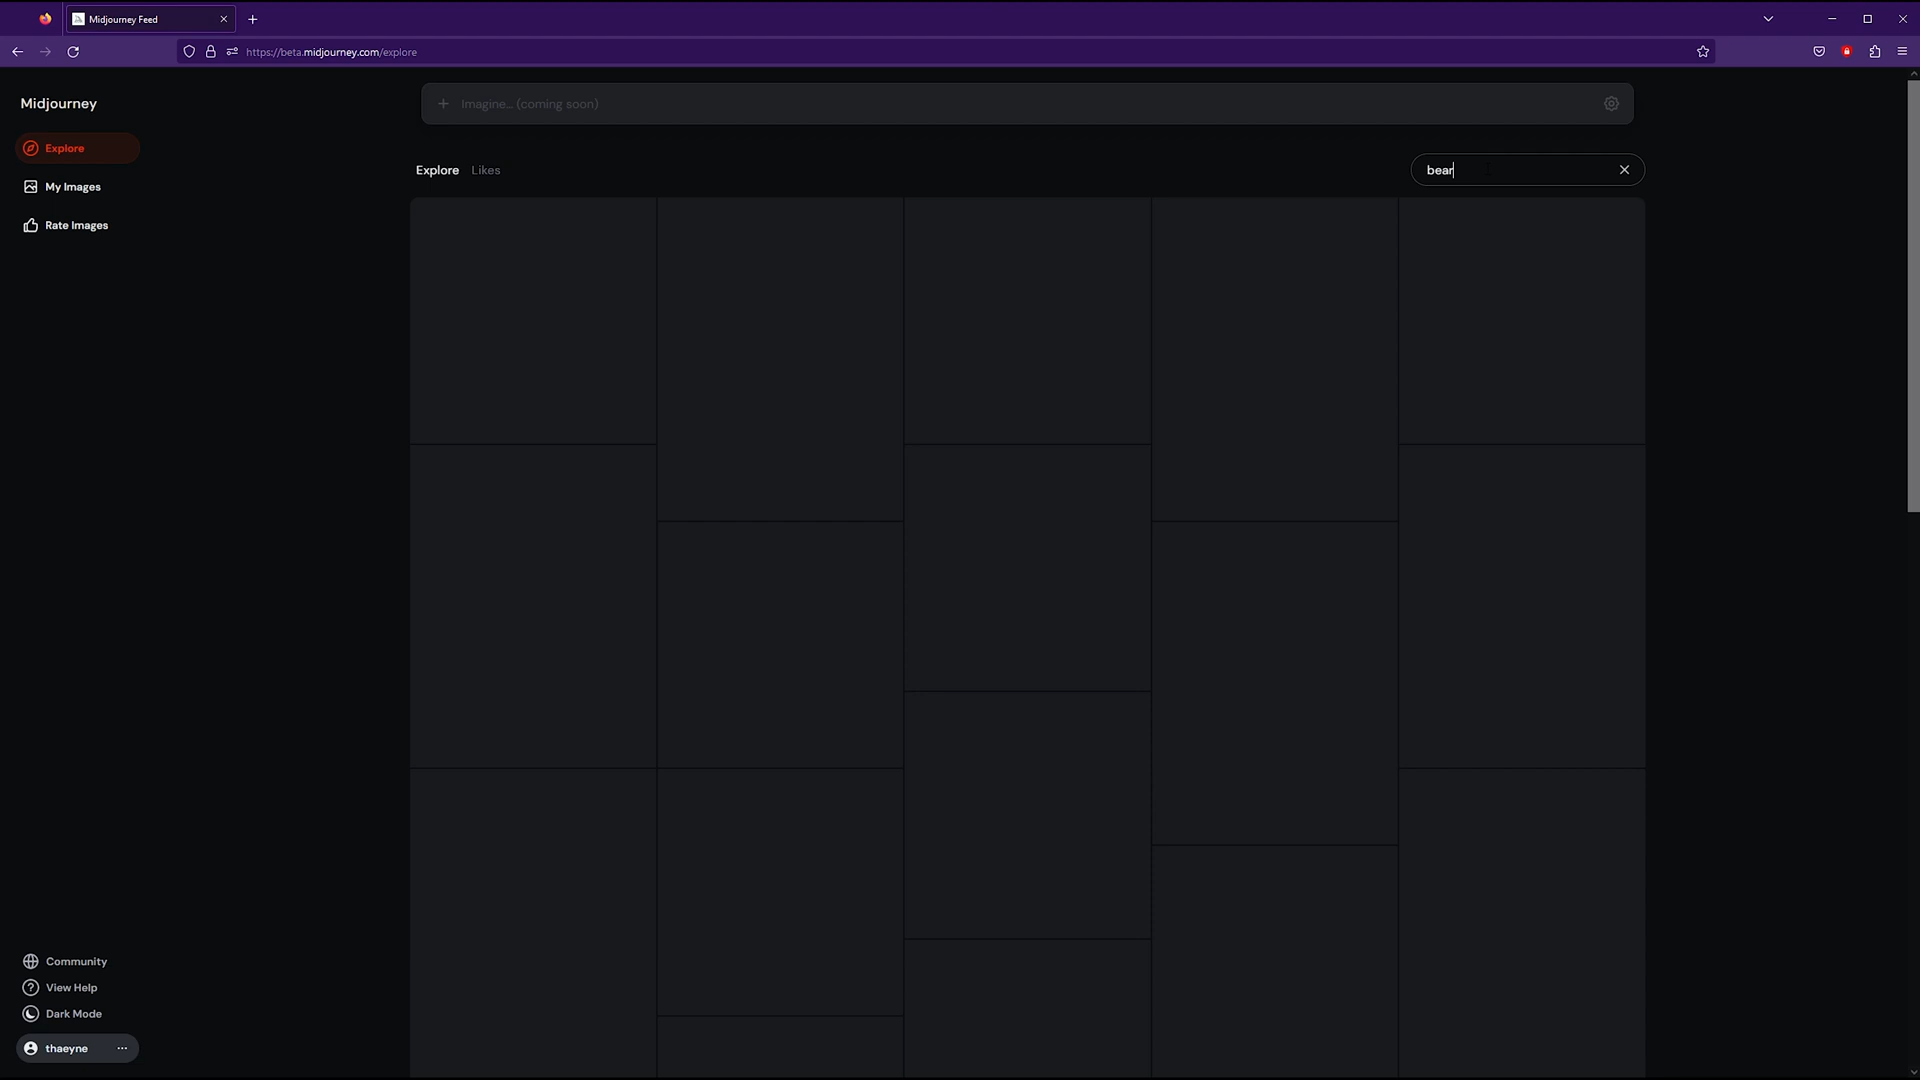 Midjourney Feed
https://beta.midjourney.com/explore
Midjourney
Imagine... (coming soon)
Explore
Explore Likes
bear
My Images
Rate Images
Community
View Help
Dark Mode
thaeyne